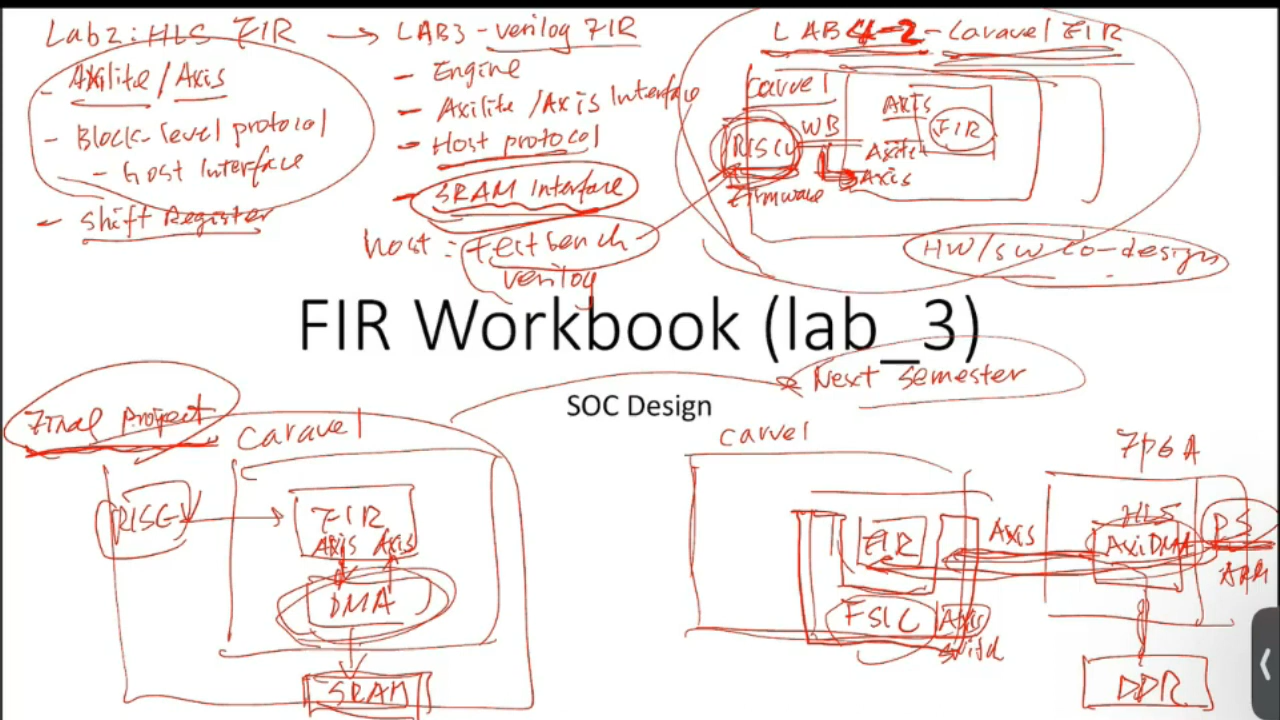 Lab2: HLS FIR → LAB3 - verilog FIR
- Axilite / Axis
- Block-level protocol
- Host Interface
- Shift Register
- Engine
- Axilite / Axis Interface
- Host protocol
- SRAM Interface
host : testbench
verilog
LAB4-2 - Caravel FIR
Carvel
RISCV
WB
Firmware
AXIS
FIR
Axilite
Axis
HW/SW Co-design
FIR Workbook (lab_3)
SOC Design
* Next Semester
Final project
Caravel
RISCV
FIR
Axis Axis
DMA
SRAM
Carvel
FIR
FSIC
Axis
switch
Axis
FPGA
HLS
AxiDMA
PS
ARM
DDR